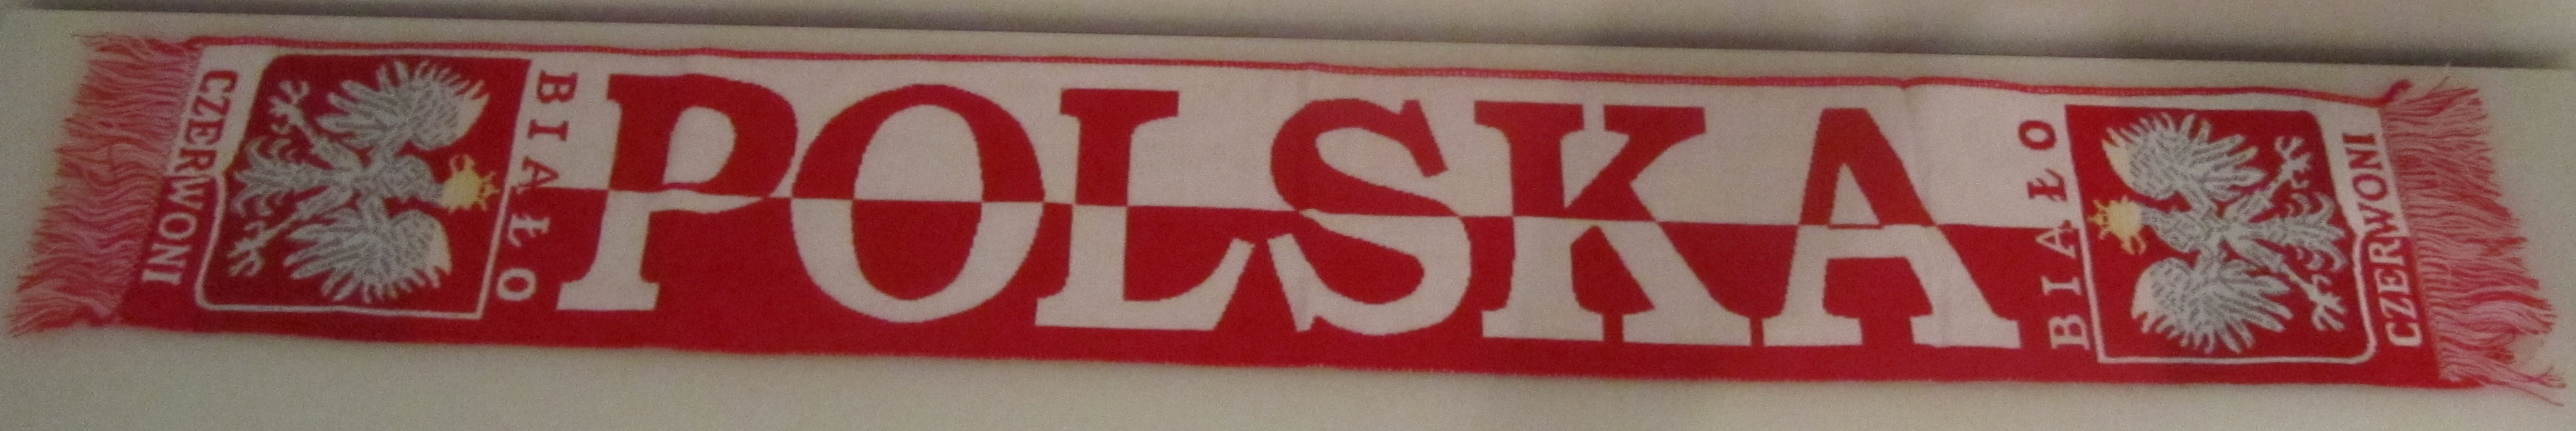 CZERWONI
BIAŁO
POLSKA
BIAŁO
CZERWONI